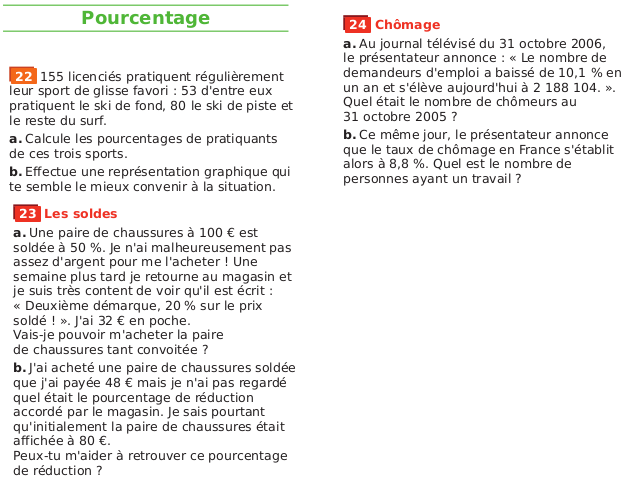 Pourcentage
22 155 licenciés pratiquent régulièrement
leur sport de glisse favori : 53 d'entre eux
pratiquent le ski de fond, 80 le ski de piste et
le reste du surf.
a. Calcule les pourcentages de pratiquants
de ces trois sports.
b. Effectue une représentation graphique qui
te semble le mieux convenir à la situation.
23 Les soldes
a. Une paire de chaussures à 100 € est
soldée à 50 %. Je n'ai malheureusement pas
assez d'argent pour me l'acheter ! Une
semaine plus tard je retourne au magasin et
je suis très content de voir qu'il est écrit :
« Deuxième démarque, 20 % sur le prix
soldé ! ». J'ai 32 € en poche.
Vais-je pouvoir m'acheter la paire
de chaussures tant convoitée ?
b. J'ai acheté une paire de chaussures soldée
que j'ai payée 48 € mais je n'ai pas regardé
quel était le pourcentage de réduction
accordé par le magasin. Je sais pourtant
qu'initialement la paire de chaussures était
affichée à 80 €.
Peux-tu m'aider à retrouver ce pourcentage
de réduction ?
24 Chômage
a. Au journal télévisé du 31 octobre 2006,
le présentateur annonce : « Le nombre de
demandeurs d'emploi a baissé de 10,1 % en
un an et s'élève aujourd'hui à 2 188 104. ».
Quel était le nombre de chômeurs au
31 octobre 2005 ?
b. Ce même jour, le présentateur annonce
que le taux de chômage en France s'établit
alors à 8,8 %. Quel est le nombre de
personnes ayant un travail ?